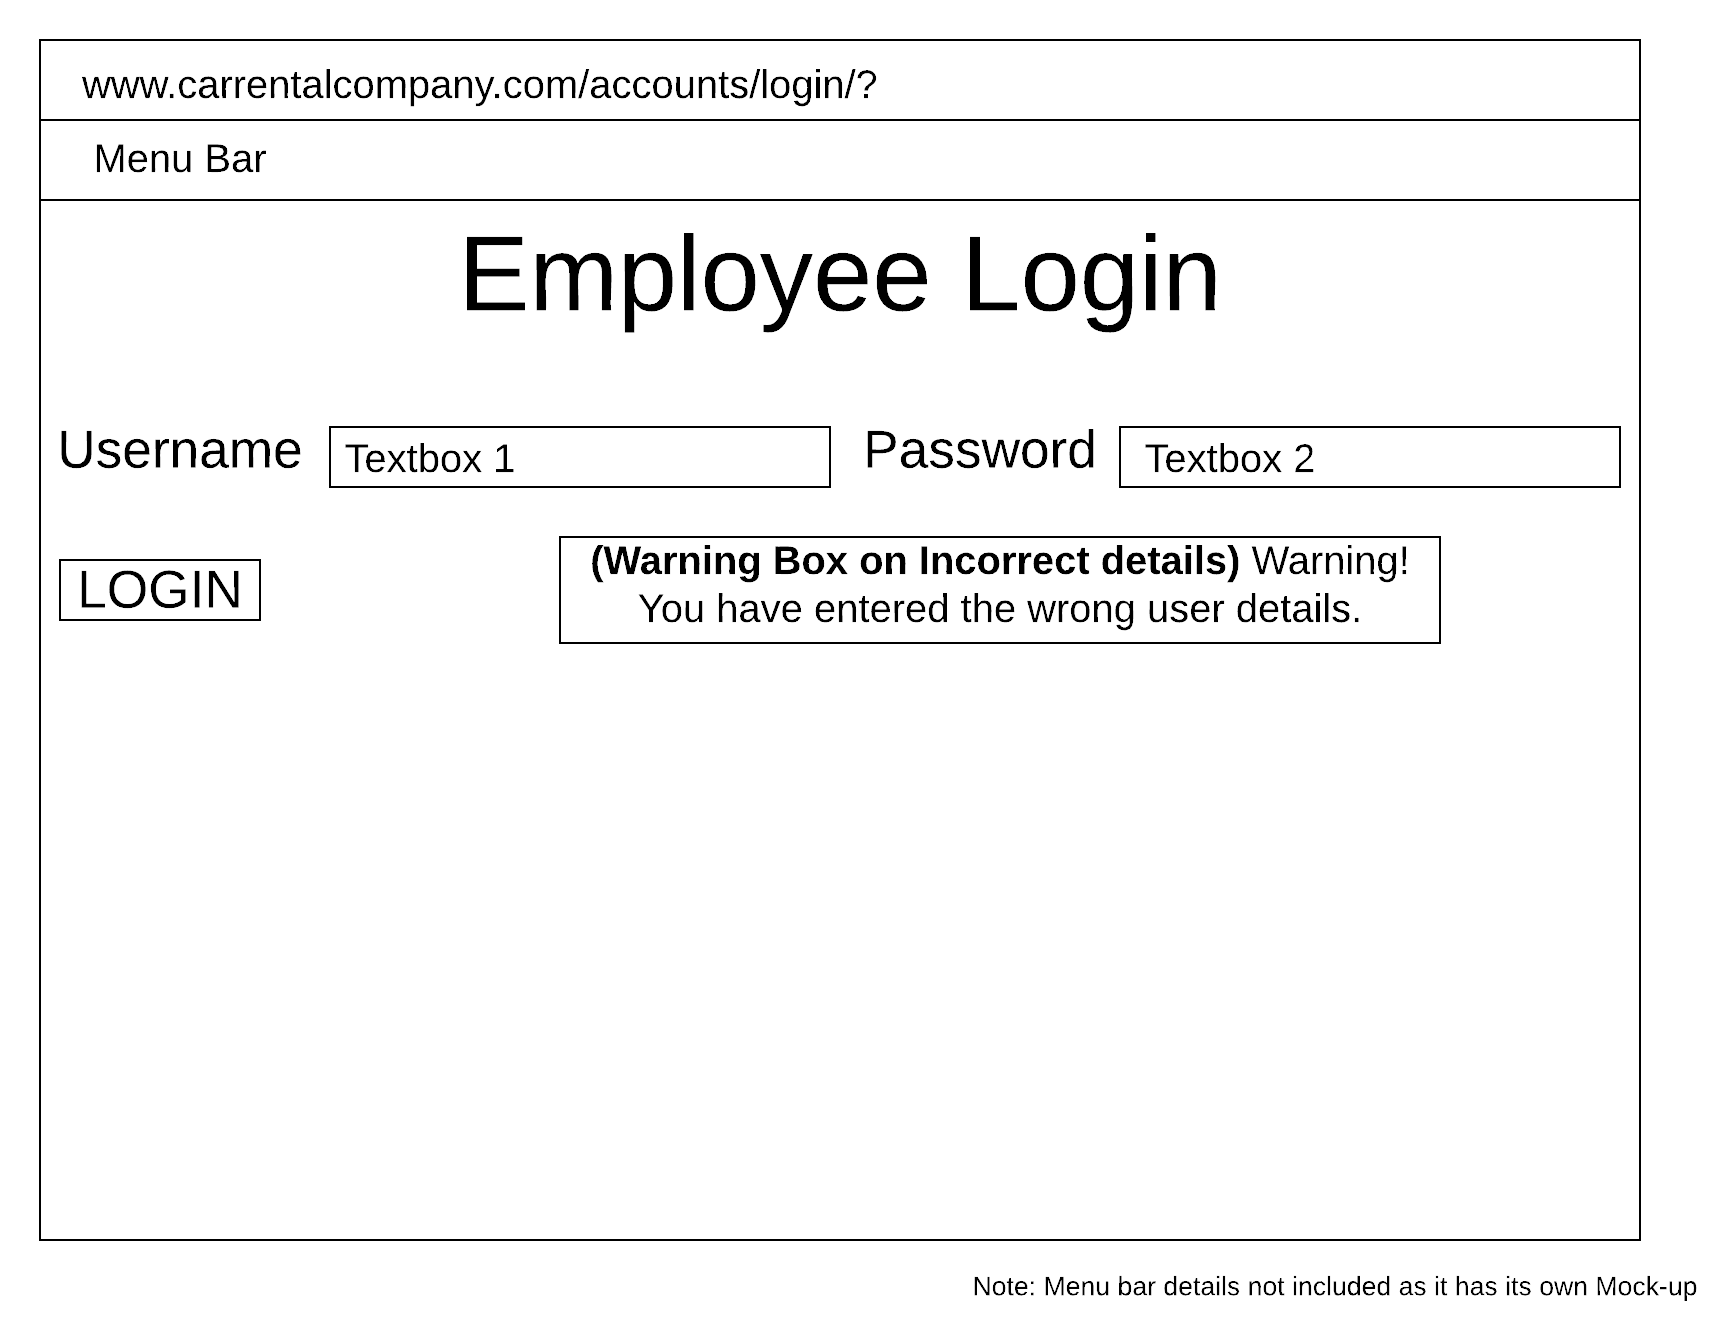 www.carrentalcompany.com/accounts/login/?
Menu Bar
Employee Login
Username Textbox 1 Password Textbox 2
LOGIN
(Warning Box on Incorrect details) Warning!
You have entered the wrong user details.
Note: Menu bar details not included as it has its own Mock-up